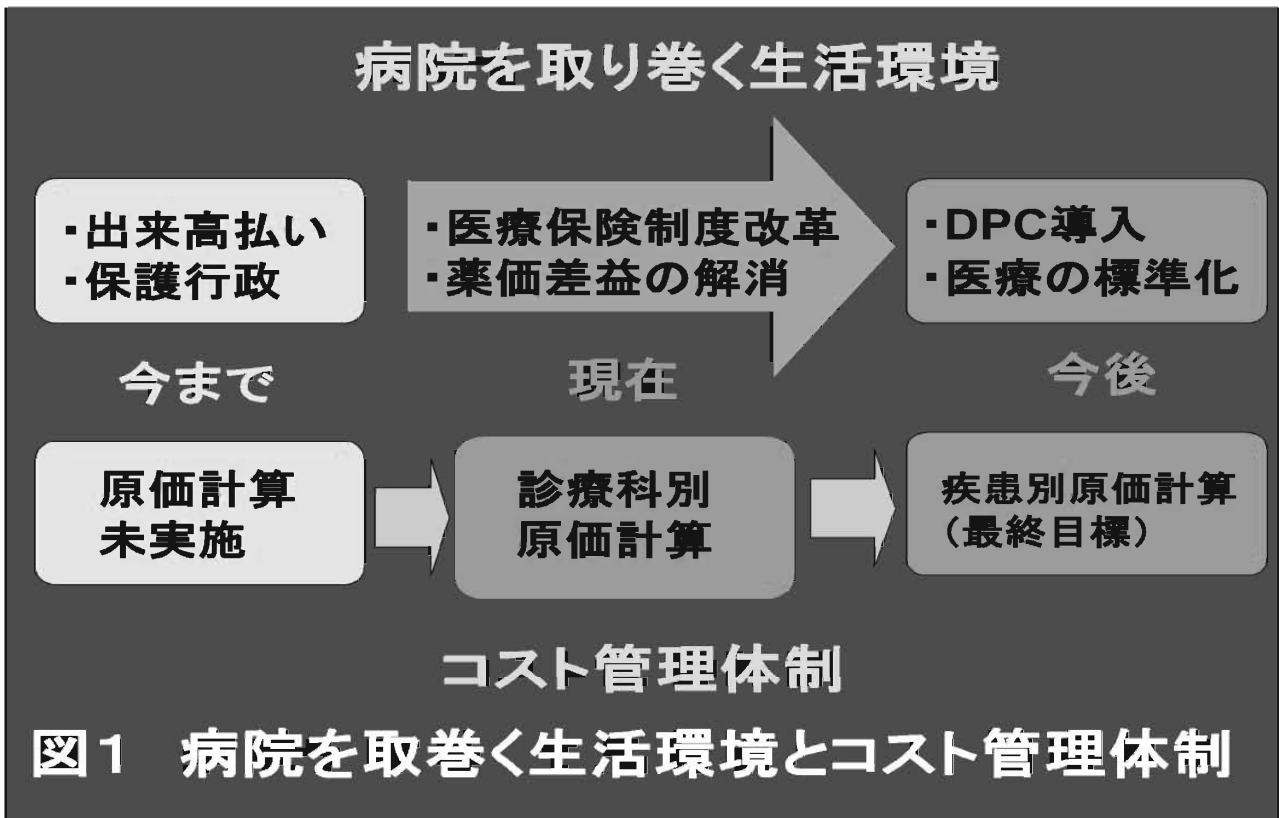 病院を取り巻く生活環境
・出来高払い
・保護行政
・医療保険制度改革
・薬価差益の解消
・DPC導入
・医療の標準化
今まで
現在
今後
原価計算
未実施
診療科別
原価計算
疾患別原価計算
(最終目標)
コスト管理体制
図1 病院を取巻く生活環境とコスト管理体制